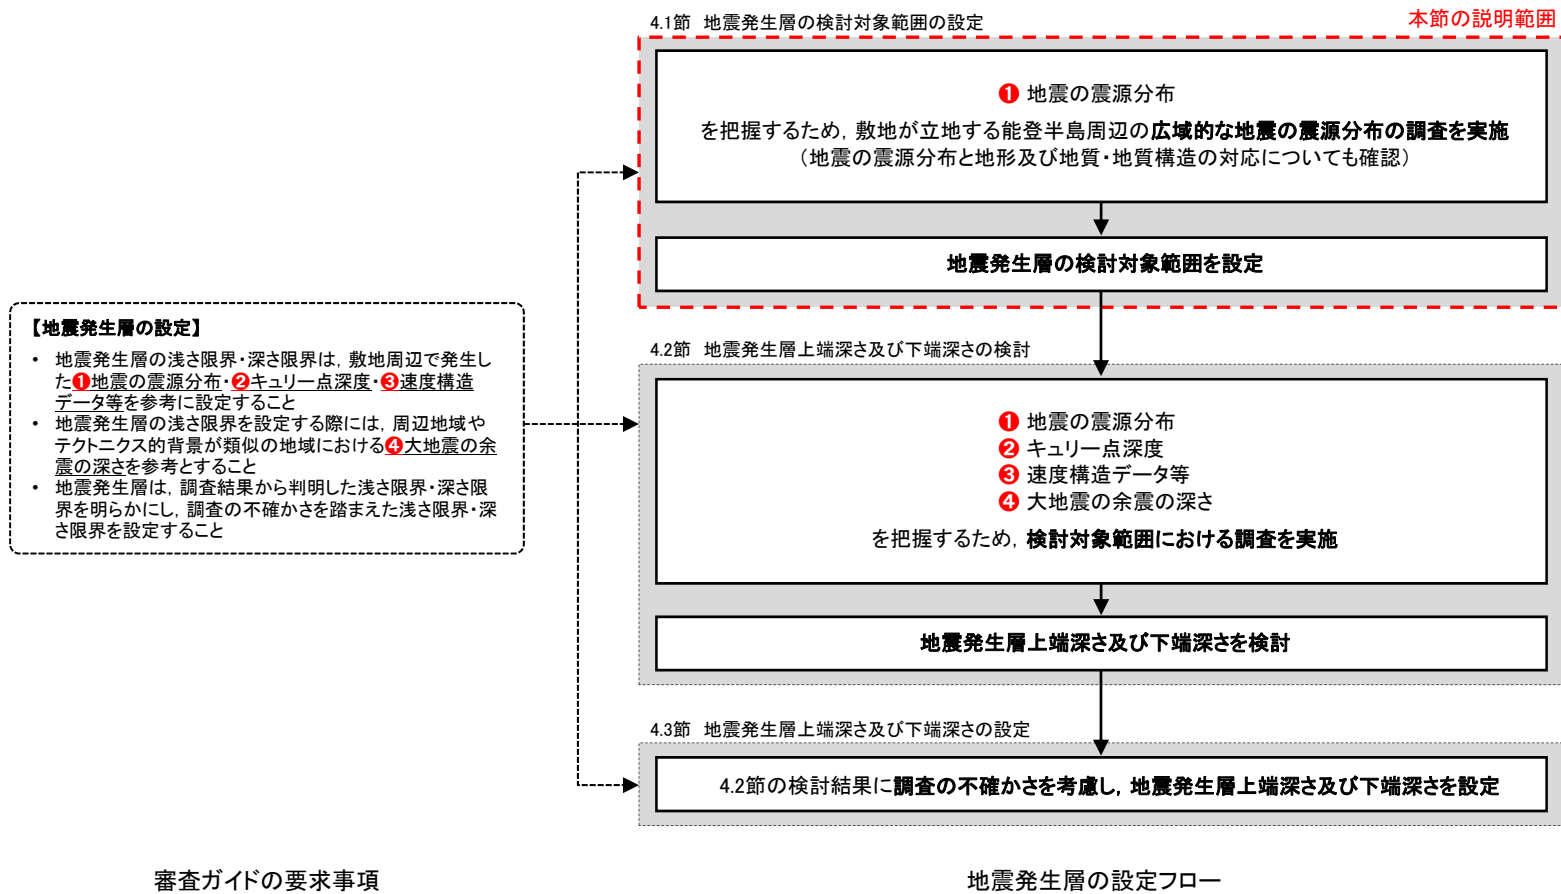 本節の説明範囲
4.1節 地震発生層の検討対象範囲の設定
❶ 地震の震源分布
を把握するため，敷地が立地する能登半島周辺の広域的な地震の震源分布の調査を実施
（地震の震源分布と地形及び地質・地質構造の対応についても確認）
地震発生層の検討対象範囲を設定
【地震発生層の設定】
• 地震発生層の浅さ限界・深さ限界は，敷地周辺で発生し
た❶地震の震源分布・❷キュリー点深度・❸速度構造
データ等を参考に設定すること
• 地震発生層の浅さ限界を設定する際には，周辺地域や
テクトニクス的背景が類似の地域における❹大地震の余
震の深さを参考とすること
• 地震発生層は，調査結果から判明した浅さ限界・深さ限
界を明らかにし，調査の不確かさを踏まえた浅さ限界・深
さ限界を設定すること
4.2節 地震発生層上端深さ及び下端深さの検討
❶ 地震の震源分布
❷ キュリー点深度
❸ 速度構造データ等
❹ 大地震の余震の深さ
を把握するため，検討対象範囲における調査を実施
地震発生層上端深さ及び下端深さを検討
4.3節 地震発生層上端深さ及び下端深さの設定
4.2節の検討結果に調査の不確かさを考慮し，地震発生層上端深さ及び下端深さを設定
審査ガイドの要求事項
地震発生層の設定フロー